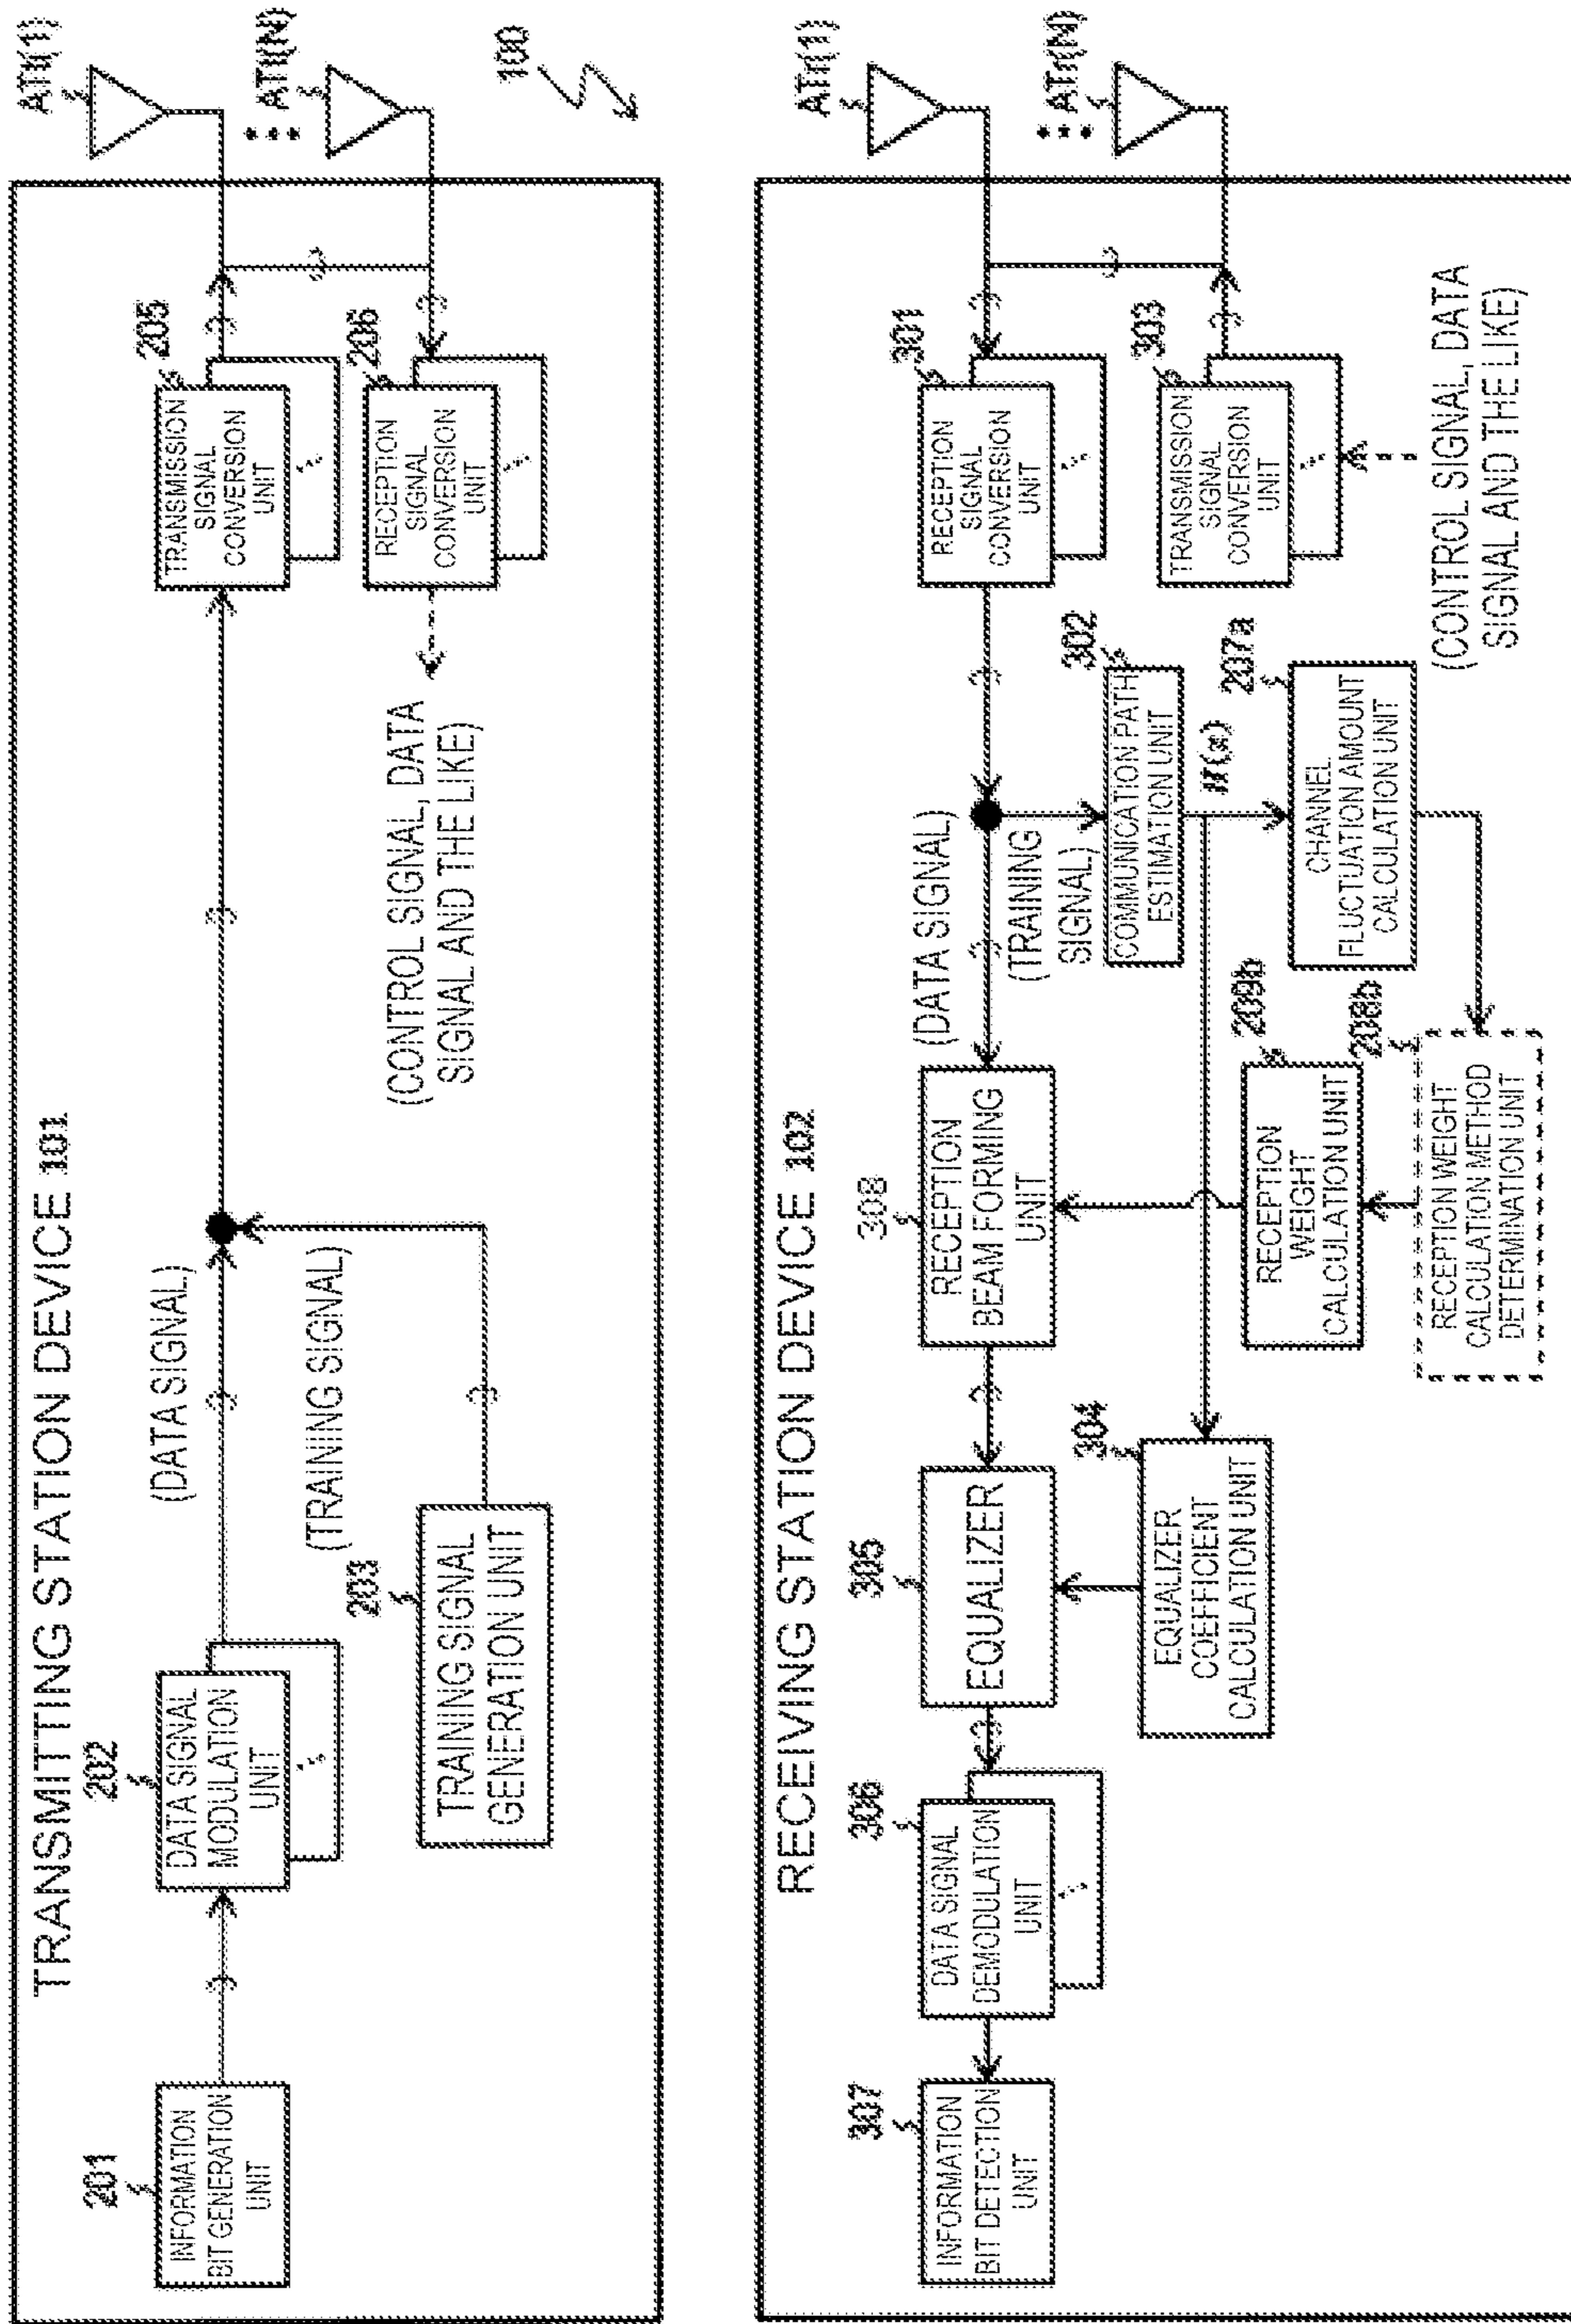 TRANSMITTING STATION DEVICE 101
201
INFORMATION
BIT GENERATION
UNIT
202
DATA SIGNAL
MODULATION
UNIT
(DATA SIGNAL)
(TRAINING SIGNAL)
203
TRAINING SIGNAL
GENERATION UNIT
205
TRANSMISSION
SIGNAL
CONVERSION
UNIT
206
RECEPTION
SIGNAL
CONVERSION
UNIT
(CONTROL SIGNAL, DATA
SIGNAL AND THE LIKE)
ATt(1)
ATt(N)
100
RECEIVING STATION DEVICE 102
307
INFORMATION
BIT DETECTION
UNIT
306
DATA SIGNAL
DEMODULATION
UNIT
305
EQUALIZER
304
EQUALIZER
COEFFICIENT
CALCULATION UNIT
308
RECEPTION
BEAM FORMING
UNIT
(DATA SIGNAL)
(TRAINING
SIGNAL)
209b
RECEPTION
WEIGHT
CALCULATION UNIT
208b
RECEPTION WEIGHT
CALCULATION METHOD
DETERMINATION UNIT
302
COMMUNICATION PATH
ESTIMATION UNIT
H(z)
207a
CHANNEL
FLUCTUATION AMOUNT
CALCULATION UNIT
301
RECEPTION
SIGNAL
CONVERSION
UNIT
303
TRANSMISSION
SIGNAL
CONVERSION
UNIT
(CONTROL SIGNAL, DATA
SIGNAL AND THE LIKE)
ATr(1)
ATr(N)